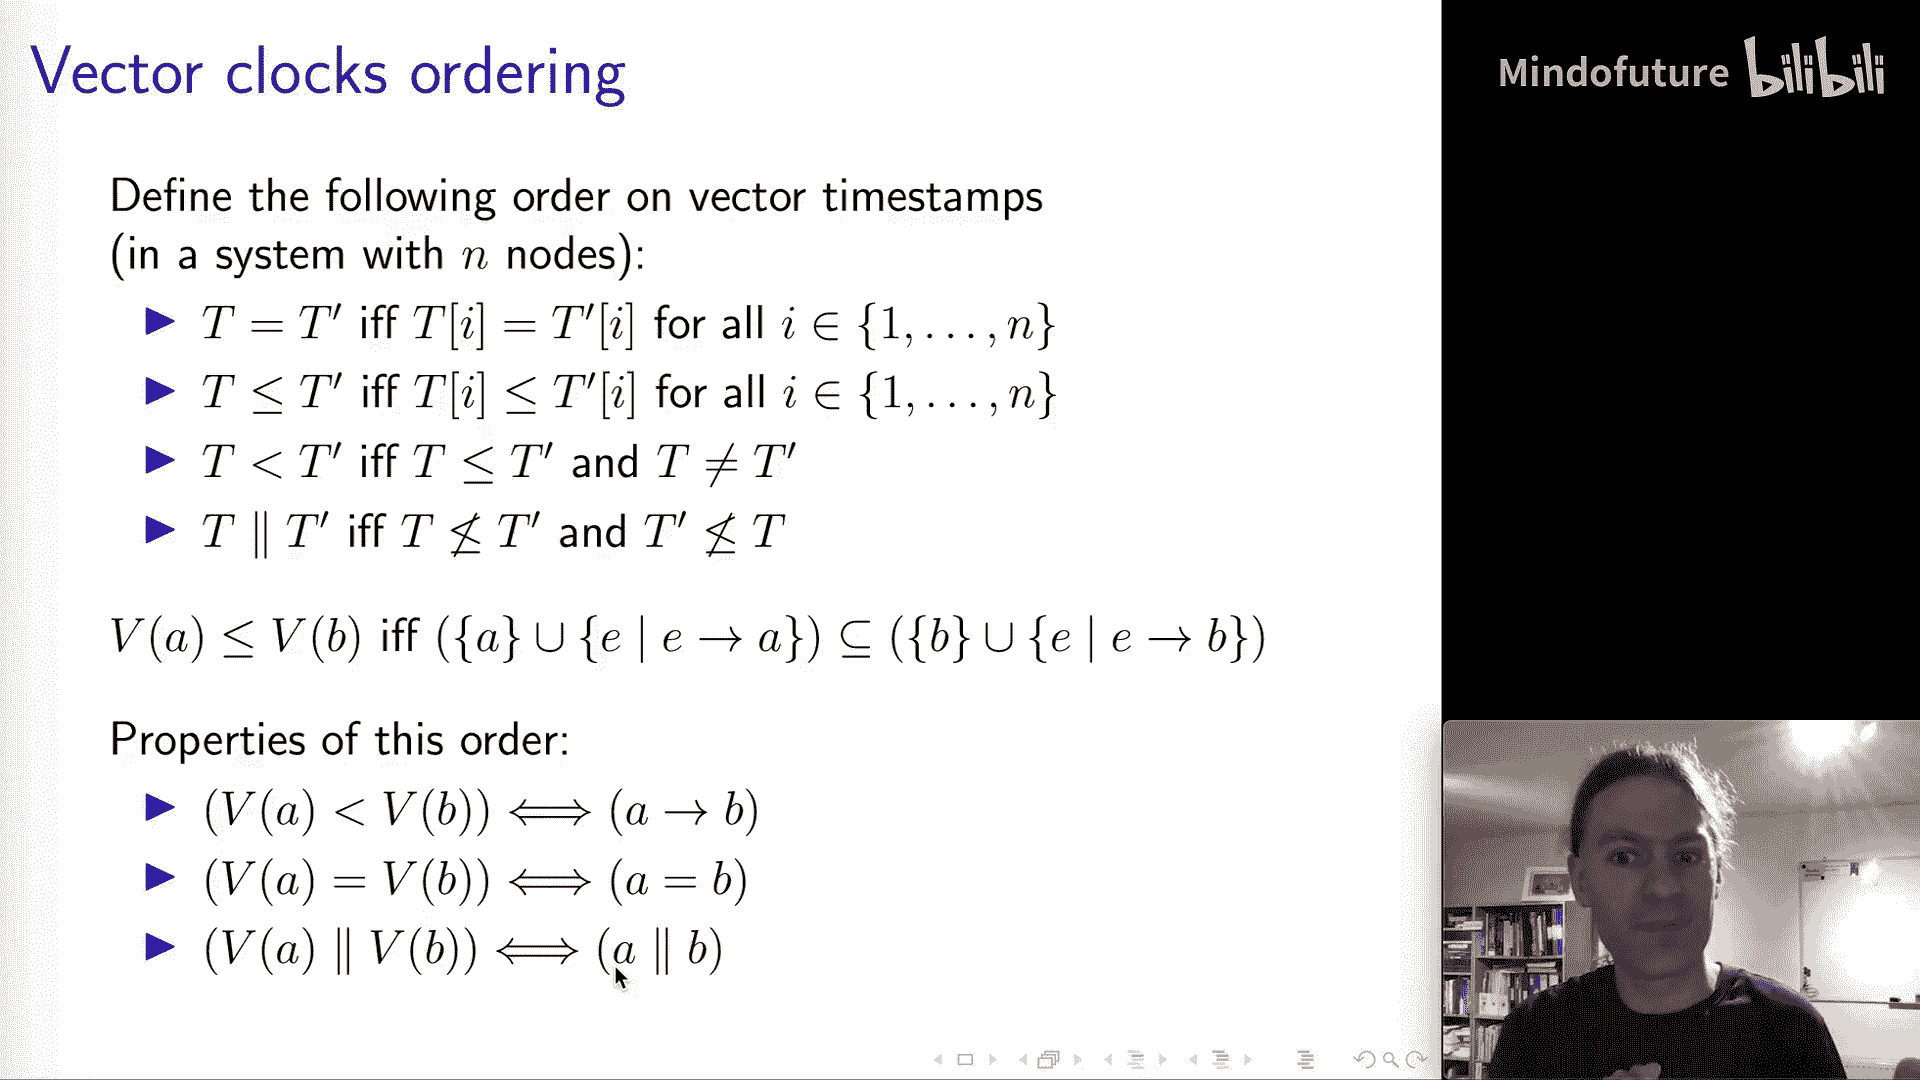 Vector clocks ordering
Mindofuture bilibili
Define the following order on vector timestamps
(in a system with n nodes):
▶ T = T′ iff T[i] = T′[i] for all i ∈ {1, . . . , n}
▶ T ≤ T′ iff T[i] ≤ T′[i] for all i ∈ {1, . . . , n}
▶ T < T′ iff T ≤ T′ and T ≠ T′
▶ T ∥ T′ iff T ≰ T′ and T′ ≰ T
V(a) ≤ V(b) iff ({a} ∪ {e | e → a}) ⊆ ({b} ∪ {e | e → b})
Properties of this order:
▶ (V(a) < V(b)) ⟺ (a → b)
▶ (V(a) = V(b)) ⟺ (a = b)
▶ (V(a) ∥ V(b)) ⟺ (a ∥ b)